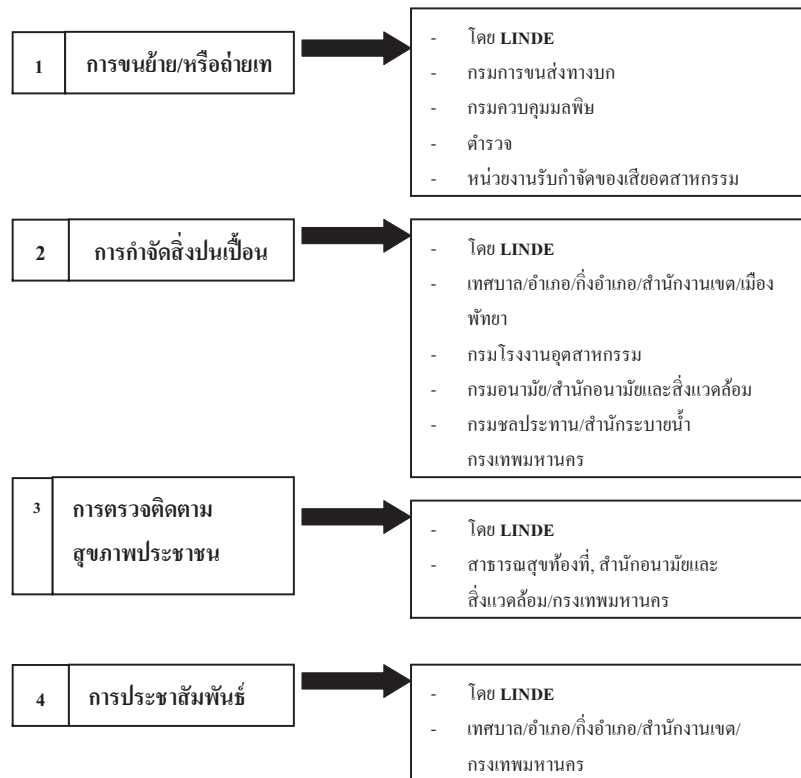 1 การขนย้าย/หรือถ่ายเท
- โดย LINDE
- กรมการขนส่งทางบก
- กรมควบคุมมลพิษ
- ตำรวจ
- หน่วยงานรับกำจัดของเสียอตสาหกรรม
2 การกำจัดสิ่งปนเปื้อน
- โดย LINDE
- เทศบาล/อำเภอ/กิ่งอำเภอ/สำนักงานเขต/เมือง
พัทยา
- กรมโรงงานอุตสาหกรรม
- กรมอนามัย/สำนักอนามัยและสิ่งแวดล้อม
- กรมชลประทาน/สำนักระบายน้ำ
กรงเทพมหานคร
3 การตรวจติดตาม
สุขภาพประชาชน
- โดย LINDE
- สาธารณสุขท้องที่, สำนักอนามัยและ
สิ่งแวดล้อม/กรงเทพมหานคร
4 การประชาสัมพันธ์
- โดย LINDE
- เทศบาล/อำเภอ/กิ่งอำเภอ/สำนักงานเขต/
กรงเทพมหานคร